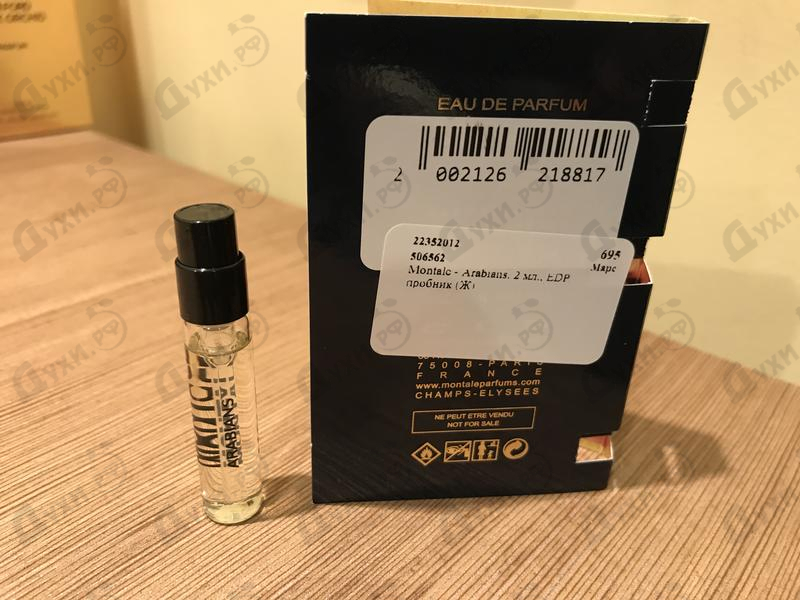 EAU DE PARFUM
2 002126 218817
22352012
506562
695
Марс
Montale - Arabians, 2 мл., EDP
пробник (Ж)
75008-PARIS
FRANCE
www.montaleparfums.com
CHAMPS-ELYSEES
NE PEUT ETRE VENDU
NOT FOR SALE
ARABIANS
Духи.рф